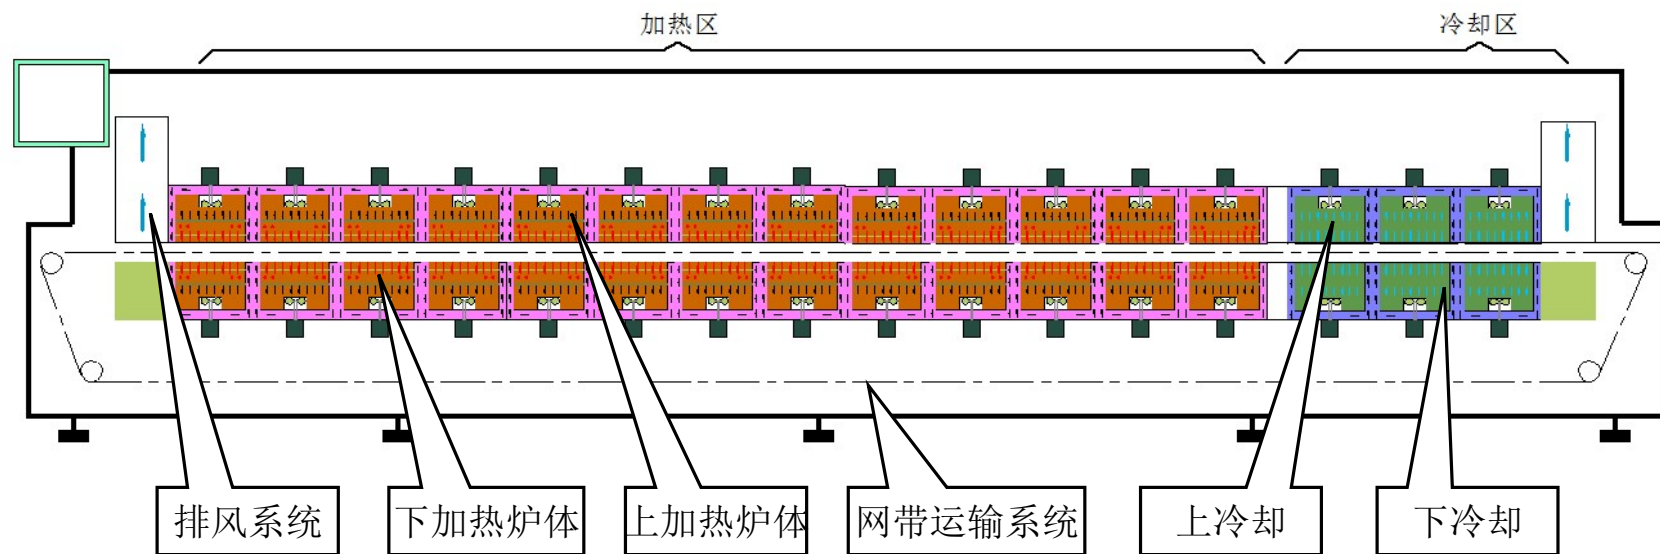 加热区
冷却区
排风系统
下加热炉体
上加热炉体
网带运输系统
上冷却
下冷却